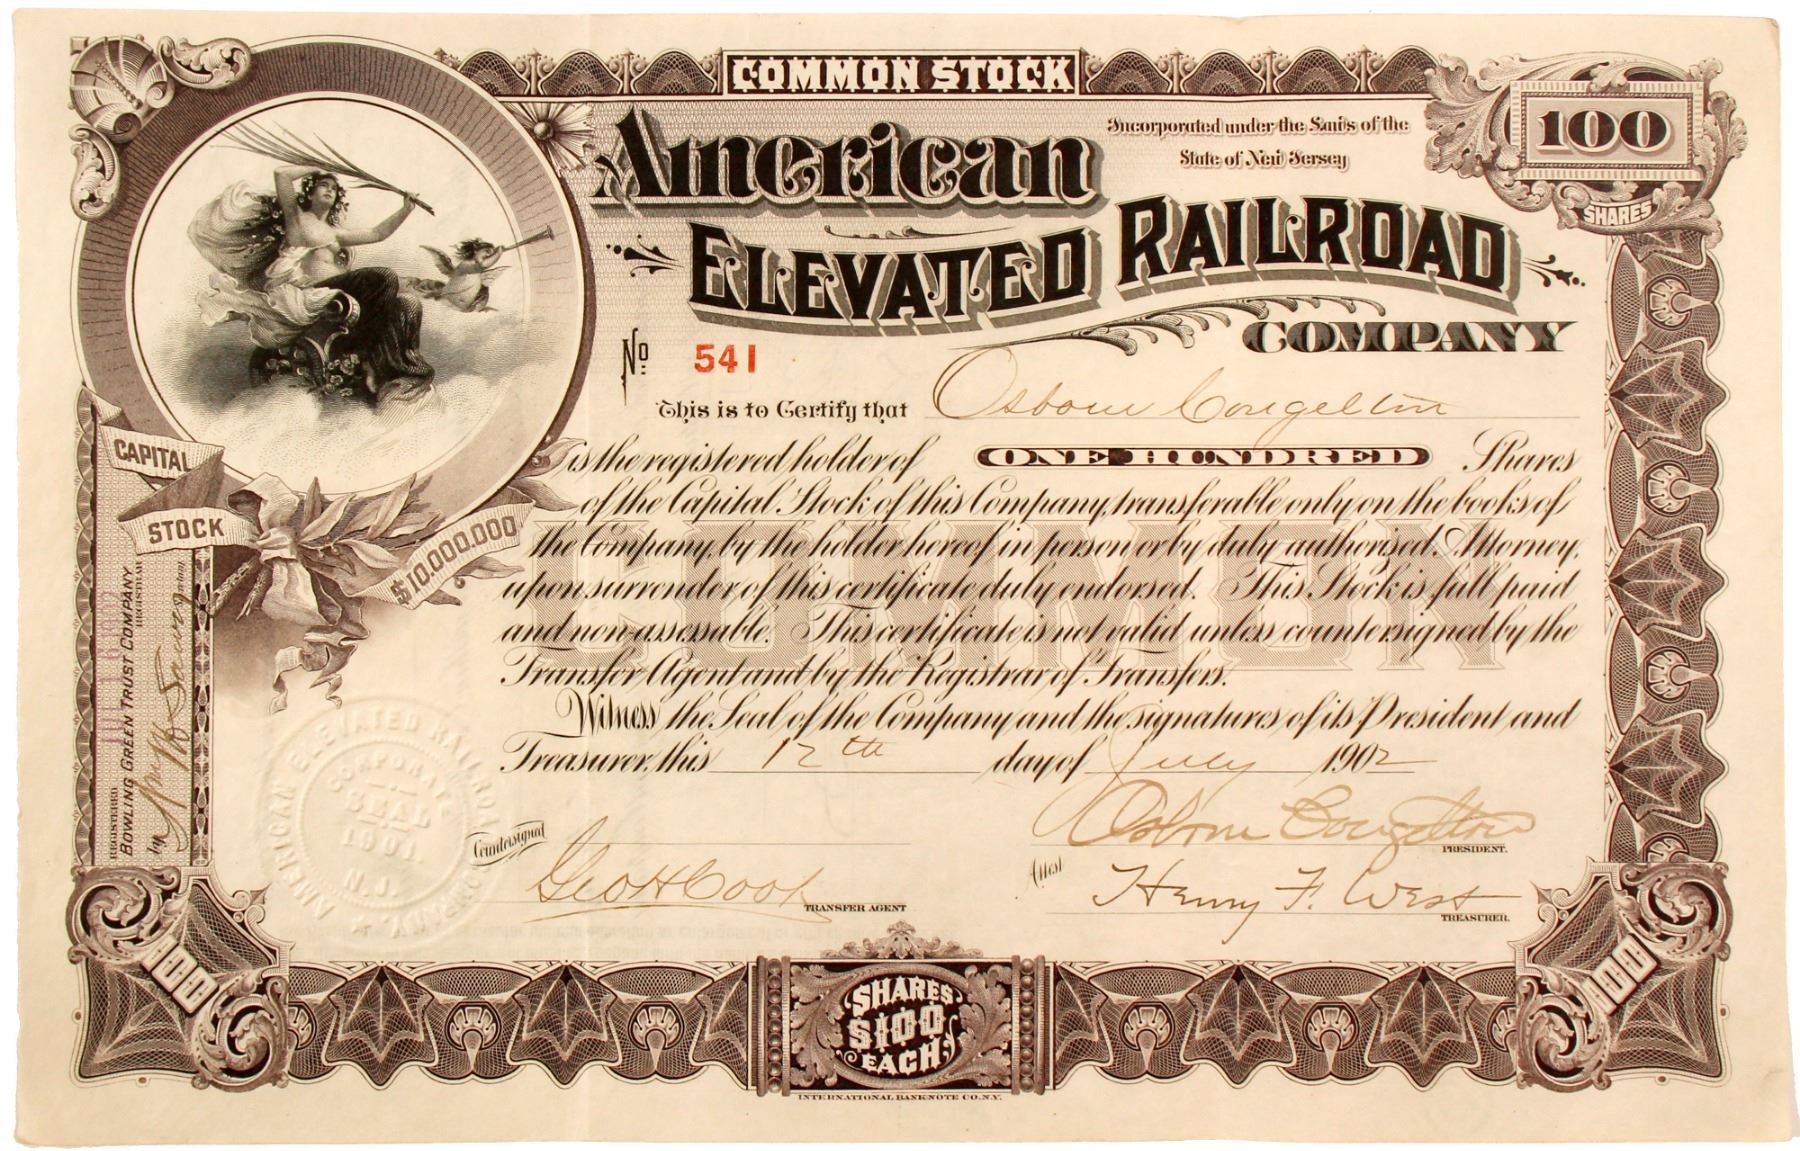 COMMON STOCK
American
ELEVATED RAILROAD
COMPANY
Incorporated under the Laws of the
State of New Jersey
100
SHARES
No 541
This is to Certify that Osborn Congelton
is the registered holder of ONE HUNDRED Shares
of the Capital Stock of this Company, transferable only on the books of
the Company, by the holder hereof in person or by duly authorized Attorney,
upon surrender of this certificate duly endorsed. This Stock is full paid
and non-assessable. This certificate is not valid unless countersigned by the
Transfer Agent and by the Registrar of Transfers.
COMMON
Witness the Seal of the Company and the signatures of its President and
Treasurer, this 12th day of July 1902
Osborn Congelton
PRESIDENT.
Countersigned
Geo H Cook
TRANSFER AGENT
Attest
Henry F. West
TREASURER.
CAPITAL
STOCK
$10,000,000
REGISTERED
BOWLING GREEN TRUST COMPANY
REGISTRAR
by
AMERICAN ELEVATED RAILROAD COMPANY
CORPORATE
SEAL
1901.
N.J.
100
SHARES
$100
EACH
100
INTERNATIONAL BANKNOTE CO. N.Y.